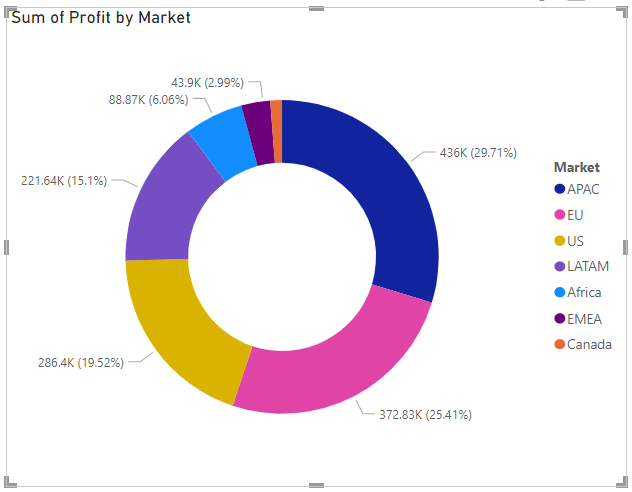 Sum of Profit by Market
43.9K (2.99%)
88.87K (6.06%)
436K (29.71%)
221.64K (15.1%)
286.4K (19.52%)
372.83K (25.41%)
Market
APAC
EU
US
LATAM
Africa
EMEA
Canada